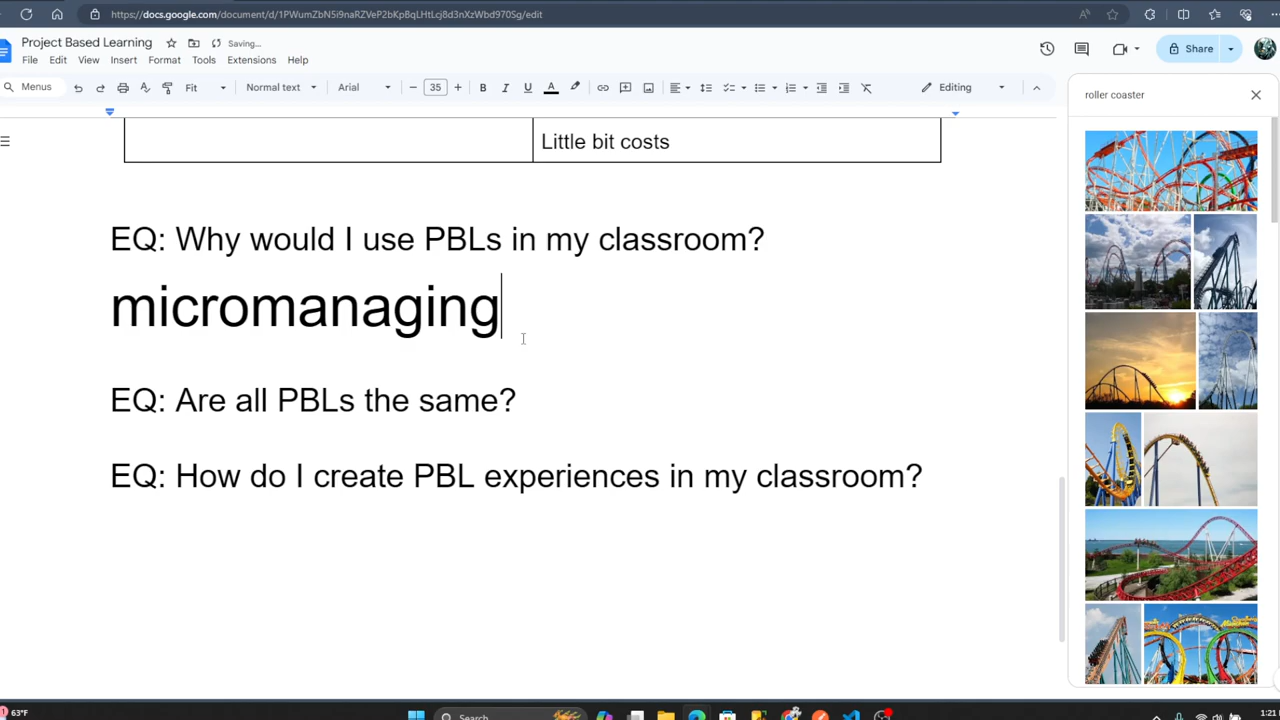 https://docs.google.com/document/d/1PWumZbN5i9naRZVeP2bKpBqLHtLcj8d3nXzWbd970Sg/edit
Project Based Learning
Saving...
File Edit View Insert Format Tools Extensions Help
Share
Menus
Fit
Normal text
Arial
35
Editing
roller coaster
Little bit costs
EQ: Why would I use PBLs in my classroom?
micromanaging
EQ: Are all PBLs the same?
EQ: How do I create PBL experiences in my classroom?
1
63°F
Search
1:21